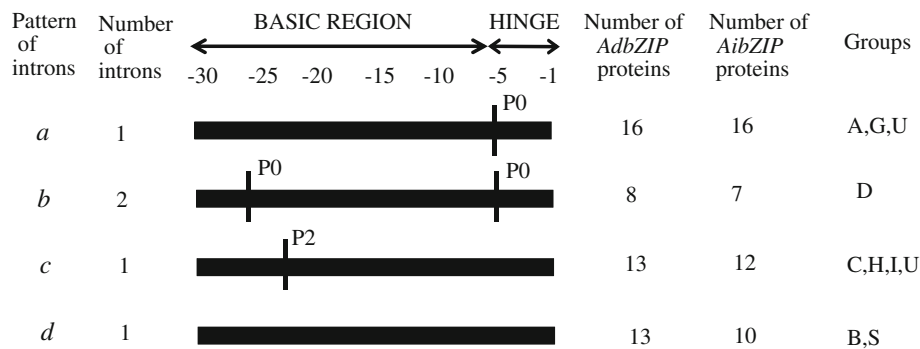 Pattern of introns
Number of introns
BASIC REGION
HINGE
Number of AdbZIP proteins
Number of AibZIP proteins
Groups
-30 -25 -20 -15 -10 -5 -1
a 1 P0 16 16 A,G,U
b 2 P0 P0 8 7 D
c 1 P2 13 12 C,H,I,U
d 1 13 10 B,S